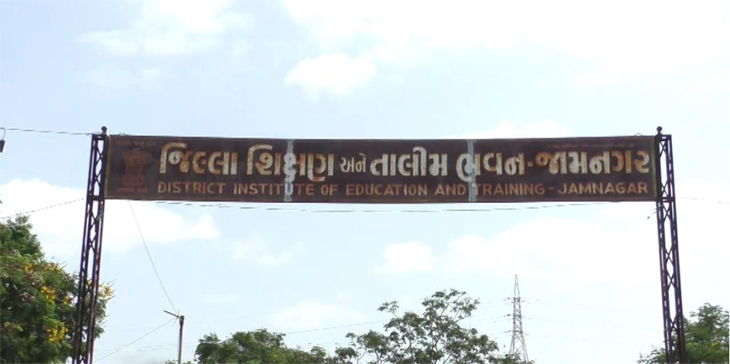 જિલ્લા શિક્ષણ અને તાલીમ ભવન-જામનગર
DISTRICT INSTITUTE OF EDUCATION AND TRAINING-JAMNAGAR